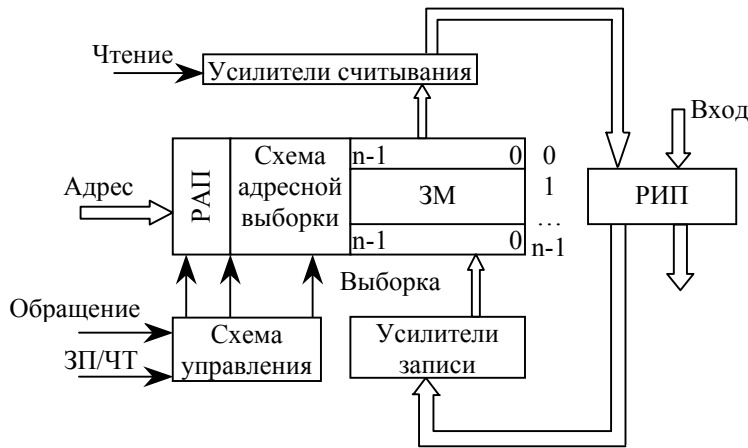 Чтение
Усилители считывания
Вход
Адрес
РАП
Схема
адресной
выборки
n-1 0 0
ЗМ 1
...
n-1 0 n-1
РИП
Выборка
Обращение
ЗП/ЧТ
Схема
управления
Усилители
записи